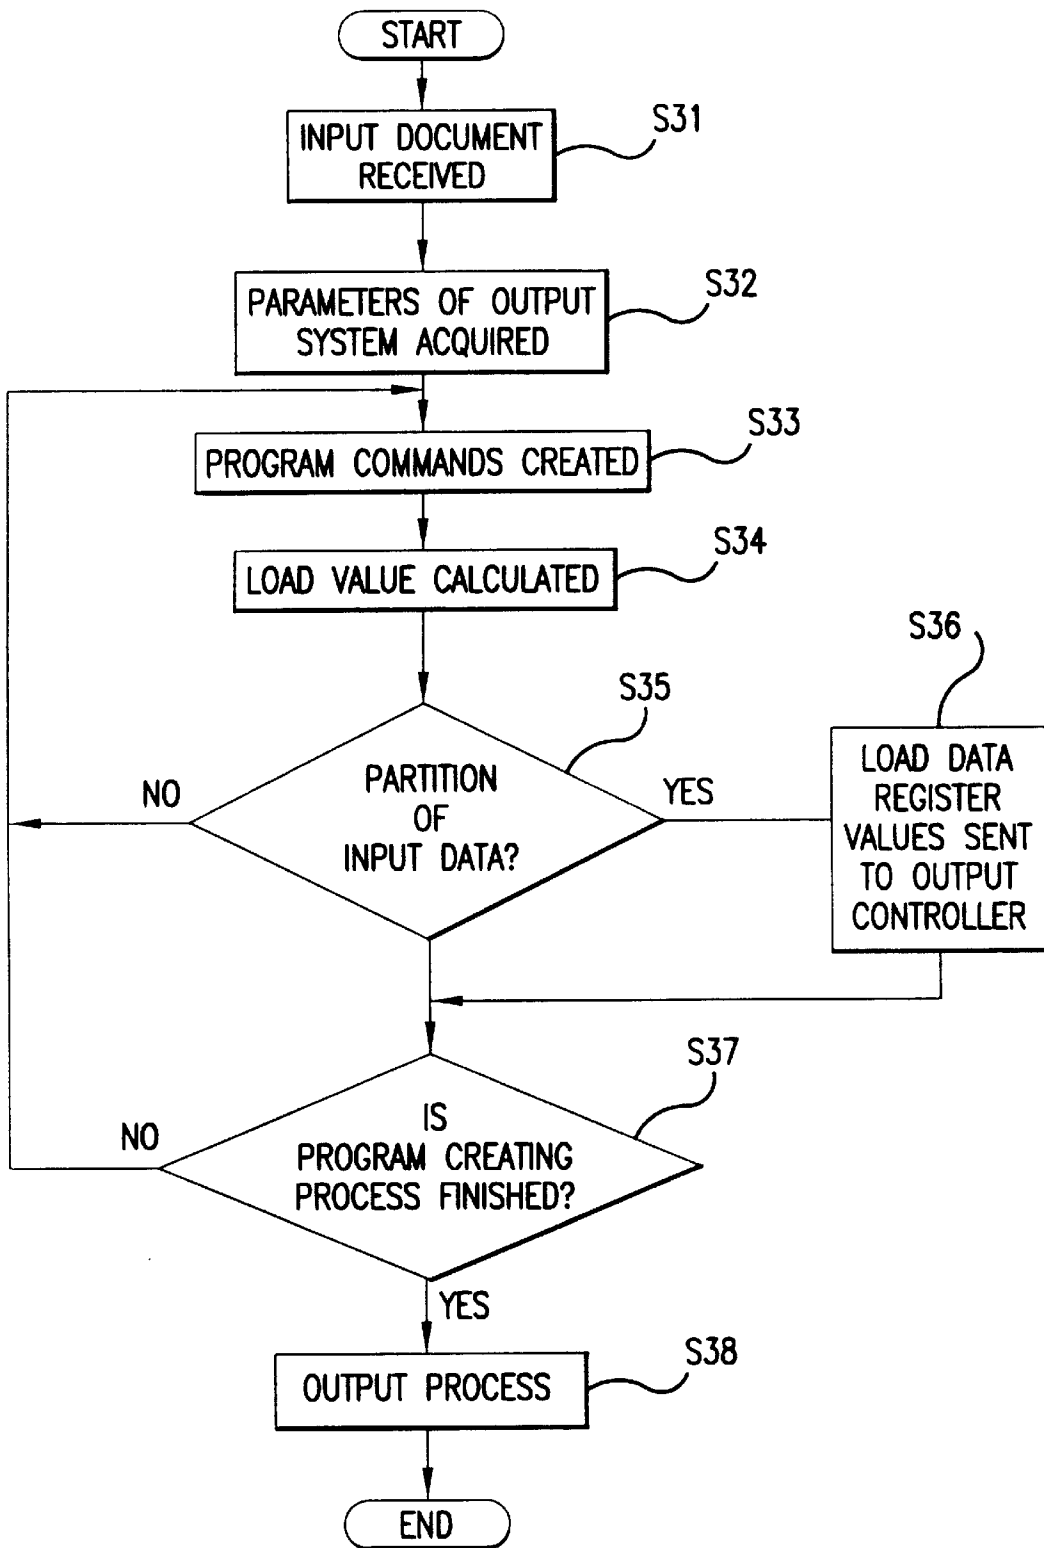 START
S31
INPUT DOCUMENT
RECEIVED
S32
PARAMETERS OF OUTPUT
SYSTEM ACQUIRED
S33
PROGRAM COMMANDS CREATED
S34
LOAD VALUE CALCULATED
S35
PARTITION
OF
INPUT DATA?
NO
YES
S36
LOAD DATA
REGISTER
VALUES SENT
TO OUTPUT
CONTROLLER
S37
IS
PROGRAM CREATING
PROCESS FINISHED?
NO
YES
S38
OUTPUT PROCESS
END